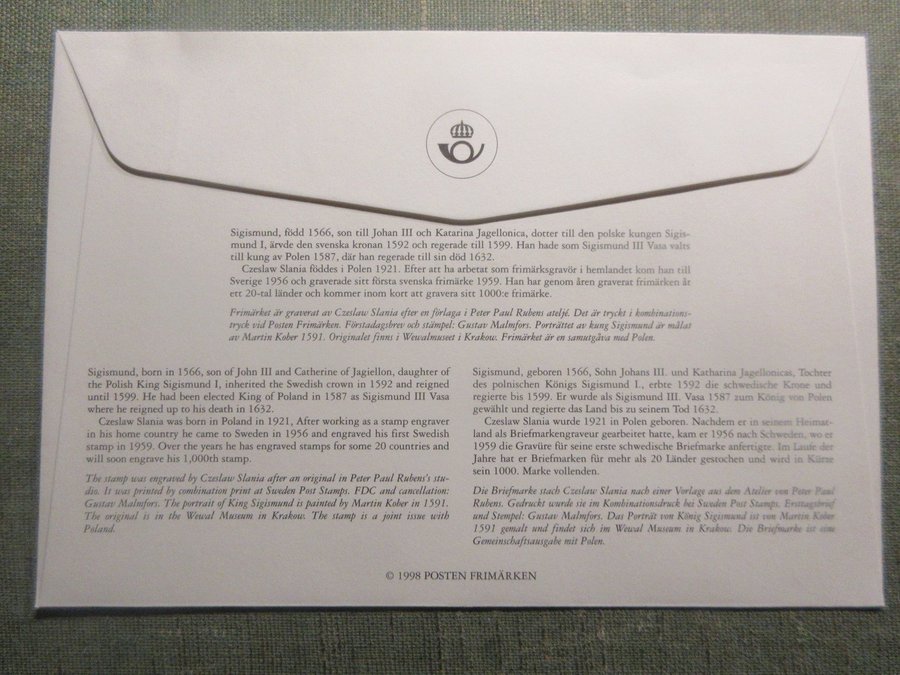 Sigismund, född 1566, son till Johan III och Katarina Jagellonica, dotter till den polske kungen Sigis-
mund I, ärvde den svenska kronan 1592 och regerade till 1599. Han hade som Sigismund III Vasa valts
till kung av Polen 1587, där han regerade till sin död 1632.
Czeslaw Slania föddes i Polen 1921. Efter att ha arbetat som frimärksgravör i hemlandet kom han till
Sverige 1956 och graverade sitt första svenska frimärke 1959. Han har genom åren graverat frimärken åt
ett 20-tal länder och kommer inom kort att gravera sitt 1000:e frimärke.
Frimärket är graverat av Czeslaw Slania efter en förlaga i Peter Paul Rubens ateljé. Det är tryckt i kombinations-
tryck vid Posten Frimärken. Förstadagsbrev och stämpel: Gustav Malmfors. Porträttet av kung Sigismund är målat
av Martin Kober 1591. Originalet finns i Wewalmuseet i Krakow. Frimärket är en samutgåva med Polen.
Sigismund, born in 1566, son of John III and Catherine of Jagiellon, daughter of
the Polish King Sigismund I, inherited the Swedish crown in 1592 and reigned
until 1599. He had been elected King of Poland in 1587 as Sigismund III Vasa
where he reigned up to his death in 1632.
Czeslaw Slania was born in Poland in 1921, After working as a stamp engraver
in his home country he came to Sweden in 1956 and engraved his first Swedish
stamp in 1959. Over the years he has engraved stamps for some 20 countries and
will soon engrave his 1,000th stamp.
The stamp was engraved by Czeslaw Slania after an original in Peter Paul Rubens's stu-
dio. It was printed by combination print at Sweden Post Stamps. FDC and cancellation:
Gustav Malmfors. The portrait of King Sigismund is painted by Martin Kober in 1591.
The original is in the Wewal Museum in Krakow. The stamp is a joint issue with
Poland.
Sigismund, geboren 1566, Sohn Johans III. und Katharina Jagellonicas, Tochter
des polnischen Königs Sigismund I., erbte 1592 die schwedische Krone und
regierte bis 1599. Er wurde als Sigismund III. Vasa 1587 zum König von Polen
gewählt und regierte das Land bis zu seinem Tod 1632.
Czeslaw Slania wurde 1921 in Polen geboren. Nachdem er in seinem Heimat-
land als Briefmarkengraveur gearbeitet hatte, kam er 1956 nach Schweden, wo er
1959 die Gravüre für seine erste schwedische Briefmarke anfertigte. Im Laufe der
Jahre hat er Briefmarken für mehr als 20 Länder gestochen und wird in Kürze
sein 1000. Marke vollenden.
Die Briefmarke stach Czeslaw Slania nach einer Vorlage aus dem Atelier von Peter Paul
Rubens. Gedruckt wurde sie im Kombinationsdruck bei Sweden Post Stamps. Ersttagsbrief
und Stempel: Gustav Malmfors. Das Porträt von König Sigismund ist von Martin Kober
1591 gemalt und findet sich im Wewal Museum in Krakow. Die Briefmarke ist eine
Gemeinschaftsausgabe mit Polen.
© 1998 POSTEN FRIMÄRKEN